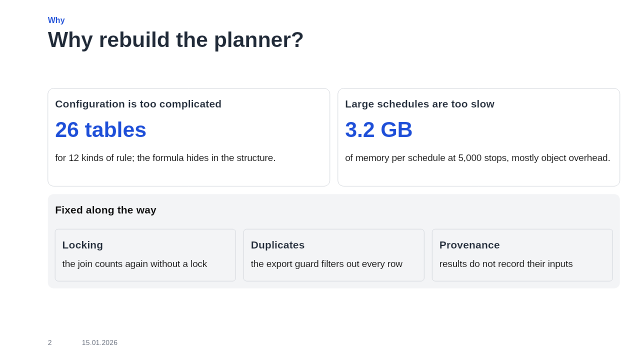 Why
Why rebuild the planner?
Configuration is too complicated
26 tables
for 12 kinds of rule; the formula hides in the structure.
Large schedules are too slow
3.2 GB
of memory per schedule at 5,000 stops, mostly object overhead.
Fixed along the way
Locking
the join counts again without a lock
Duplicates
the export guard filters out every row
Provenance
results do not record their inputs
2
15.01.2026